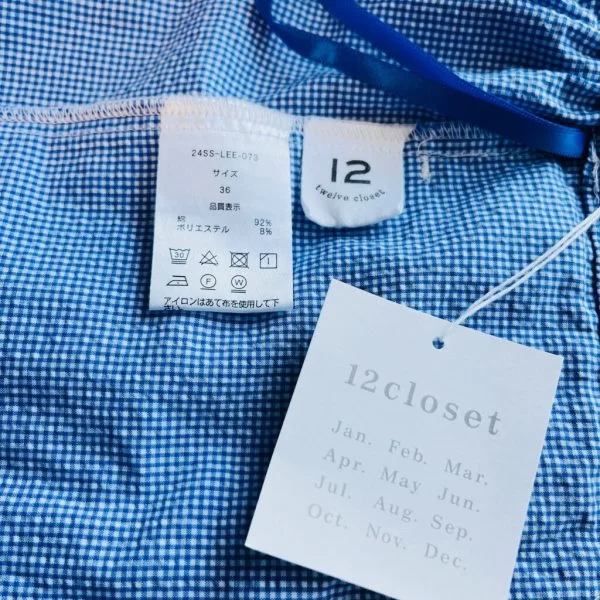 24SS-LEE-073
サイズ
36
品質表示
綿 92%
ポリエステル 8%
30
F W
アイロンはあて布を使用して下
さい
12
twelve closet
12closet
Jan. Feb. Mar.
Apr. May Jun.
Jul. Aug. Sep.
Oct. Nov. Dec.